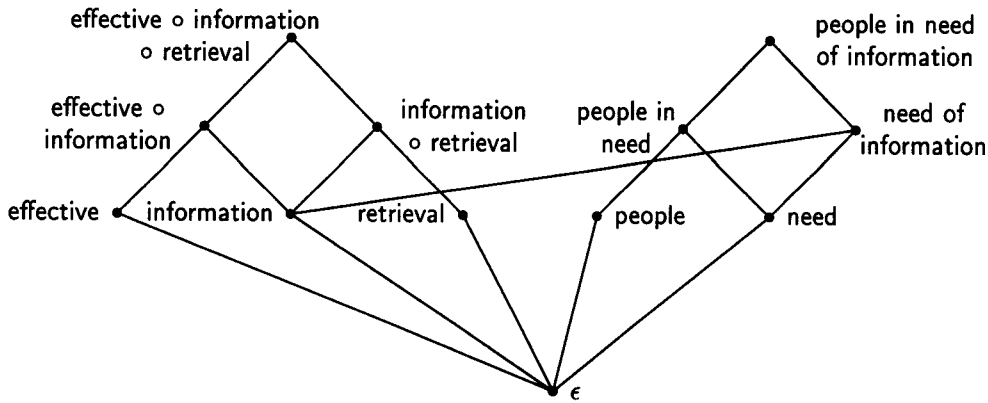 effective ∘ information
∘ retrieval
people in need
of information
effective ∘
information
information
∘ retrieval
people in
need
need of
information
effective
information
retrieval
people
need
ϵ